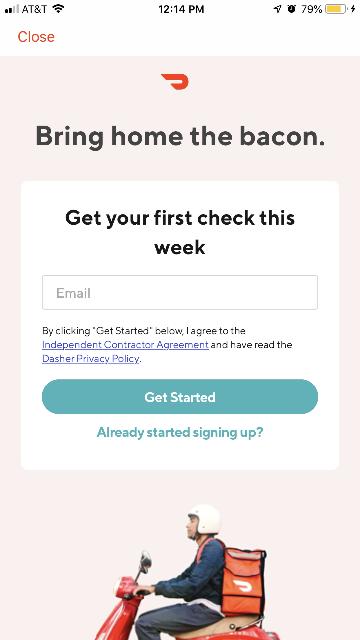 AT&T 12:14 PM 79%
Close
Bring home the bacon.
Get your first check this
week
Email
By clicking "Get Started" below, I agree to the
Independent Contractor Agreement and have read the
Dasher Privacy Policy.
Get Started
Already started signing up?